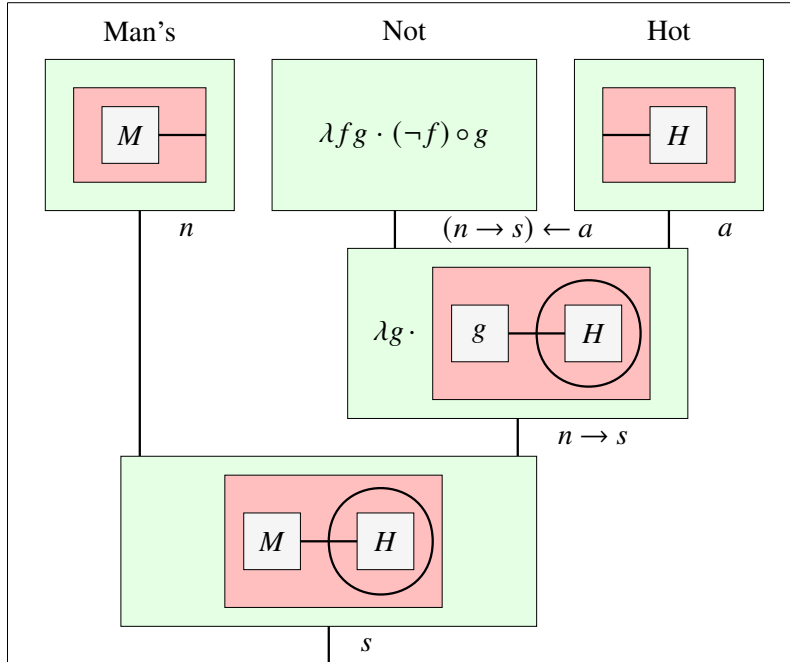 Man's Not Hot
M λfg · (¬f) ∘ g H
n (n → s) ← a a
λg · g H
n → s
M H
s